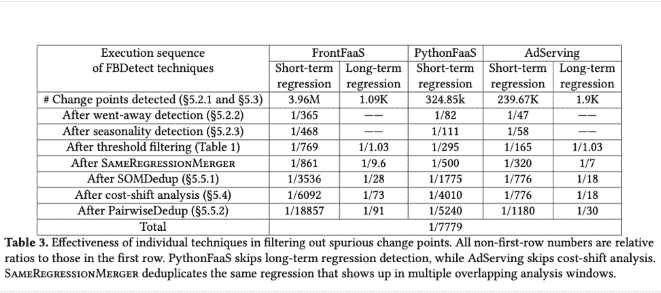 Execution sequence of FBDetect techniques | FrontFaaS | PythonFaaS | AdServing
Short-term regression | Long-term regression | Short-term regression | Short-term regression | Long-term regression
# Change points detected (§5.2.1 and §5.3) | 3.96M | 1.09K | 324.85k | 239.67K | 1.9K
After went-away detection (§5.2.2) | 1/365 | —— | 1/82 | 1/47 | ——
After seasonality detection (§5.2.3) | 1/468 | —— | 1/111 | 1/58 | ——
After threshold filtering (Table 1) | 1/769 | 1/1.03 | 1/295 | 1/165 | 1/1.03
After SAMEREGRESSIONMERGER | 1/861 | 1/9.6 | 1/500 | 1/320 | 1/7
After SOMDedup (§5.5.1) | 1/3536 | 1/28 | 1/1775 | 1/776 | 1/18
After cost-shift analysis (§5.4) | 1/6092 | 1/73 | 1/4010 | 1/776 | 1/18
After PairwiseDedup (§5.5.2) | 1/18857 | 1/91 | 1/5240 | 1/1180 | 1/30
Total | 1/7779
Table 3. Effectiveness of individual techniques in filtering out spurious change points. All non-first-row numbers are relative
ratios to those in the first row. PythonFaaS skips long-term regression detection, while AdServing skips cost-shift analysis.
SAMEREGRESSIONMERGER deduplicates the same regression that shows up in multiple overlapping analysis windows.